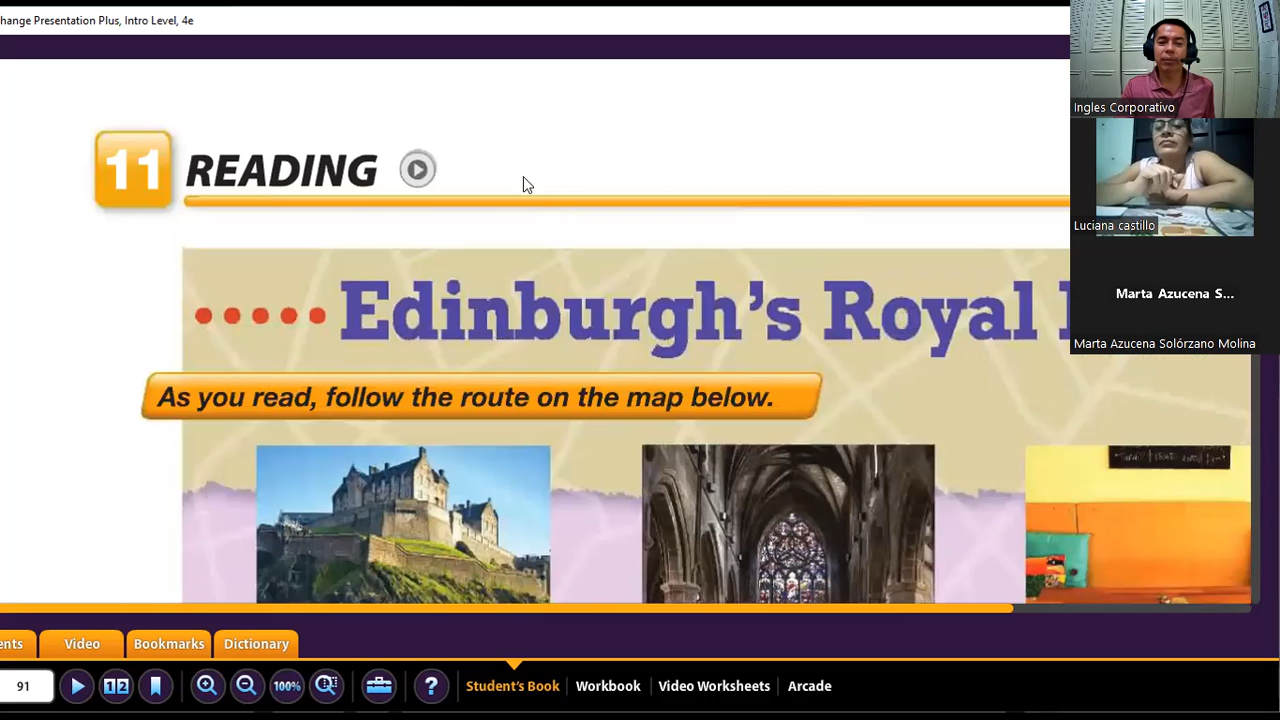 hange Presentation Plus, Intro Level, 4e
11 READING
Edinburgh's Royal
As you read, follow the route on the map below.
Ingles Corporativo
Luciana castillo
Marta Azucena S...
Marta Azucena Solórzano Molina
ents Video Bookmarks Dictionary
91 12 100% ? Student's Book Workbook Video Worksheets Arcade